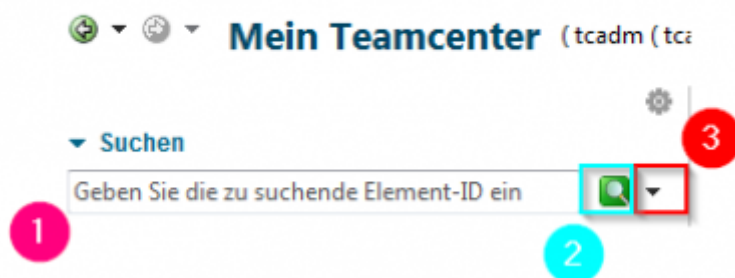 Mein Teamcenter (tcadm (tca
3
Suchen
Geben Sie die zu suchende Element-ID ein
1
2